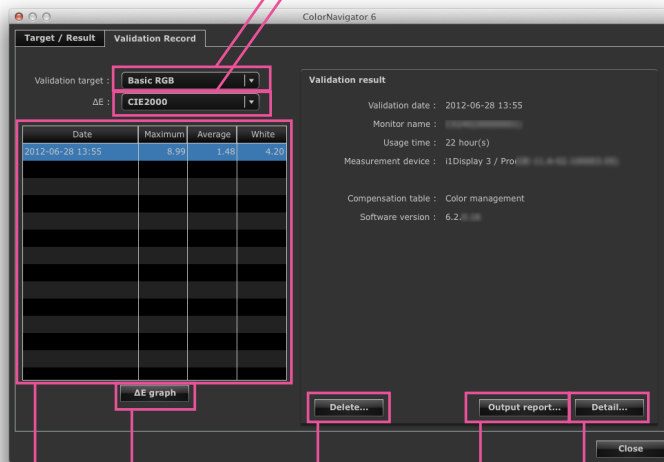 ColorNavigator 6
Target / Result Validation Record
Validation target : Basic RGB
ΔE : CIE2000
Date Maximum Average White
2012-06-28 13:55 8.99 1.48 4.20
ΔE graph
Validation result
Validation date : 2012-06-28 13:55
Monitor name :
Usage time : 22 hour(s)
Measurement device : i1Display 3 / Pro
Compensation table : Color management
Software version : 6.2.
Delete...
Output report...
Detail...
Close